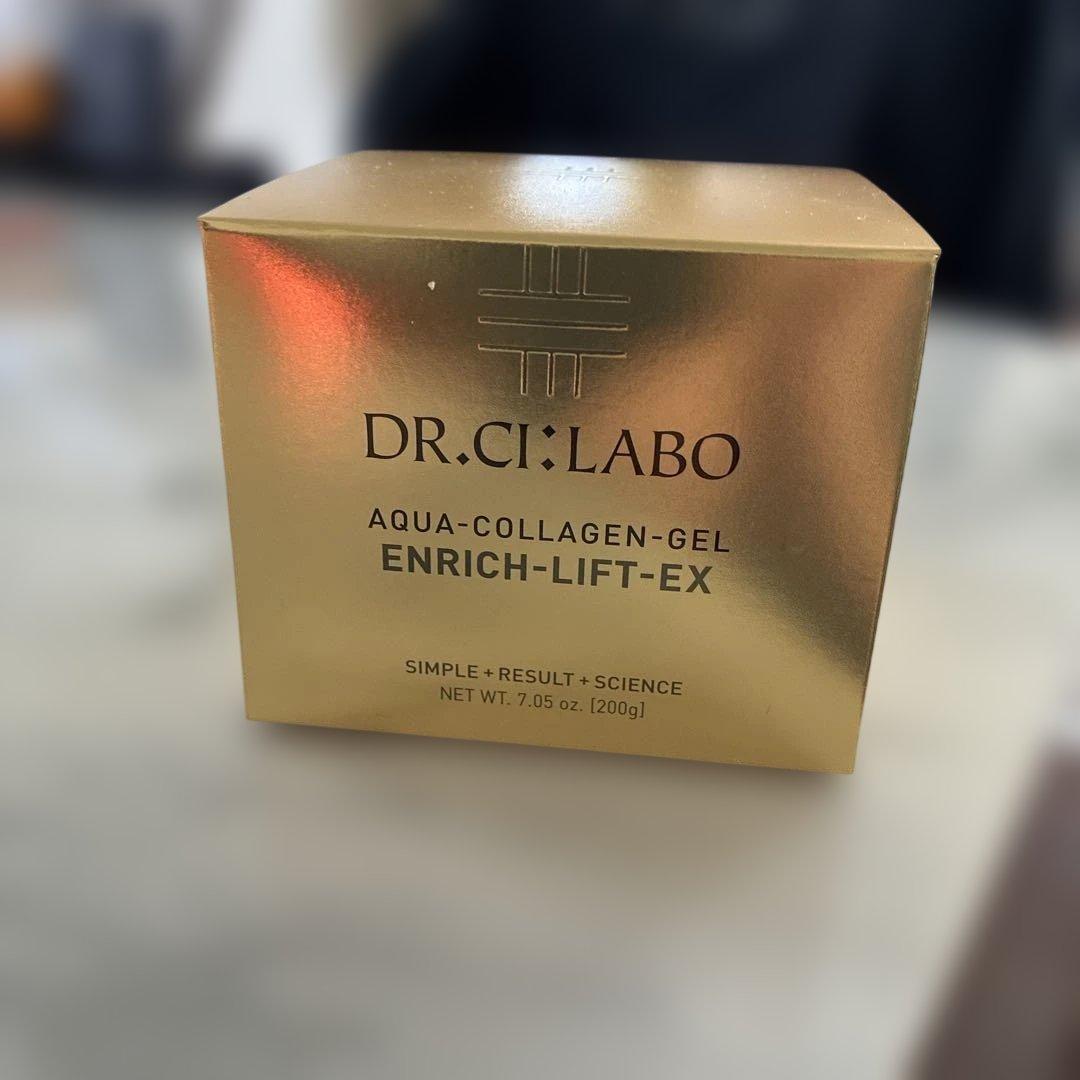 DR.CI:LABO
AQUA-COLLAGEN-GEL
ENRICH-LIFT-EX
SIMPLE+RESULT+SCIENCE
NET WT. 7.05 oz. [200g]